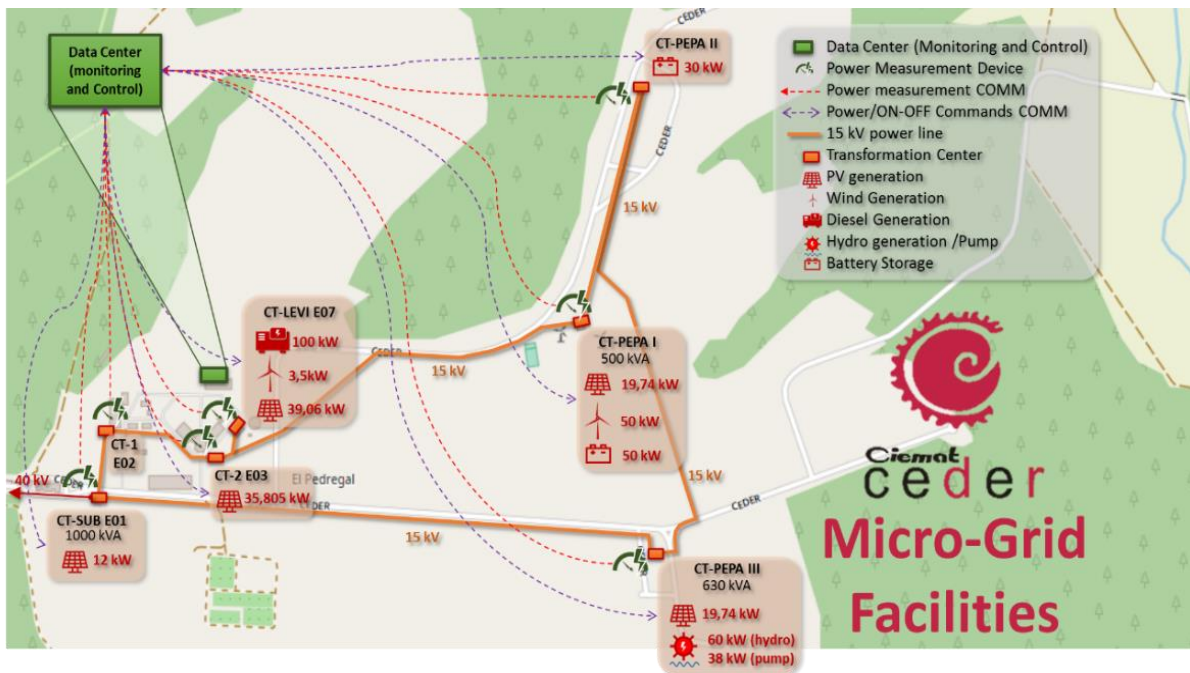 Data Center
(monitoring
and Control)
CT-PEPA II
30 kW
CEDER
CEDER
CEDER
Data Center (Monitoring and Control)
Power Measurement Device
Power measurement COMM
Power/ON-OFF Commands COMM
15 kV power line
Transformation Center
PV generation
Wind Generation
Diesel Generation
Hydro generation /Pump
Battery Storage
15 kV
CT-LEVI E07
100 kW
3,5kW
39,06 kW
CEDER
15 kV
CT-PEPA I
500 kVA
19,74 kW
50 kW
50 kW
CT-1
E02
CT-2 E03
35,805 kW
El Pedregal
40 kV
CEDER
CEDER
15 kV
15 kV
CEDER
CT-SUB E01
1000 kVA
12 kW
CT-PEPA III
630 kVA
19,74 kW
60 kW (hydro)
38 kW (pump)
Ciemat
ceder
Micro-Grid
Facilities